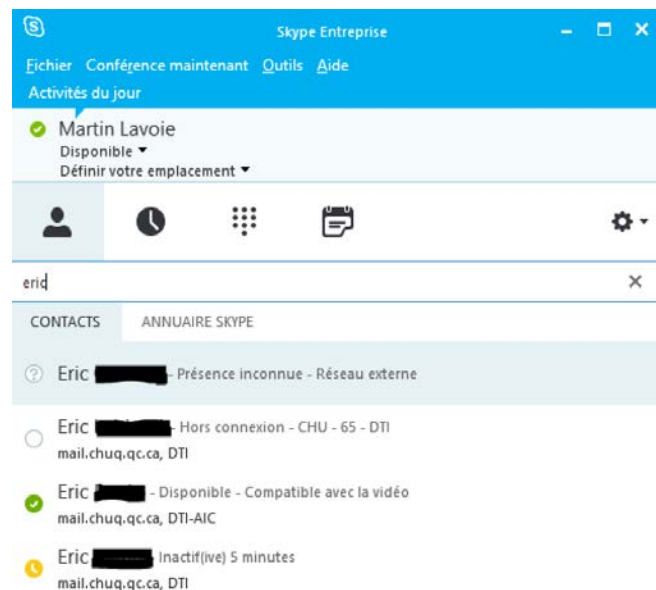 Skype Entreprise
Fichier Conférence maintenant Outils Aide
Activités du jour
Martin Lavoie
Disponible
Définir votre emplacement
eric
CONTACTS ANNUAIRE SKYPE
Eric - Présence inconnue - Réseau externe
Eric - Hors connexion - CHU - 65 - DTI
mail.chuq.qc.ca, DTI
Eric - Disponible - Compatible avec la vidéo
mail.chuq.qc.ca, DTI-AIC
Eric Inactif(ive) 5 minutes
mail.chuq.qc.ca, DTI